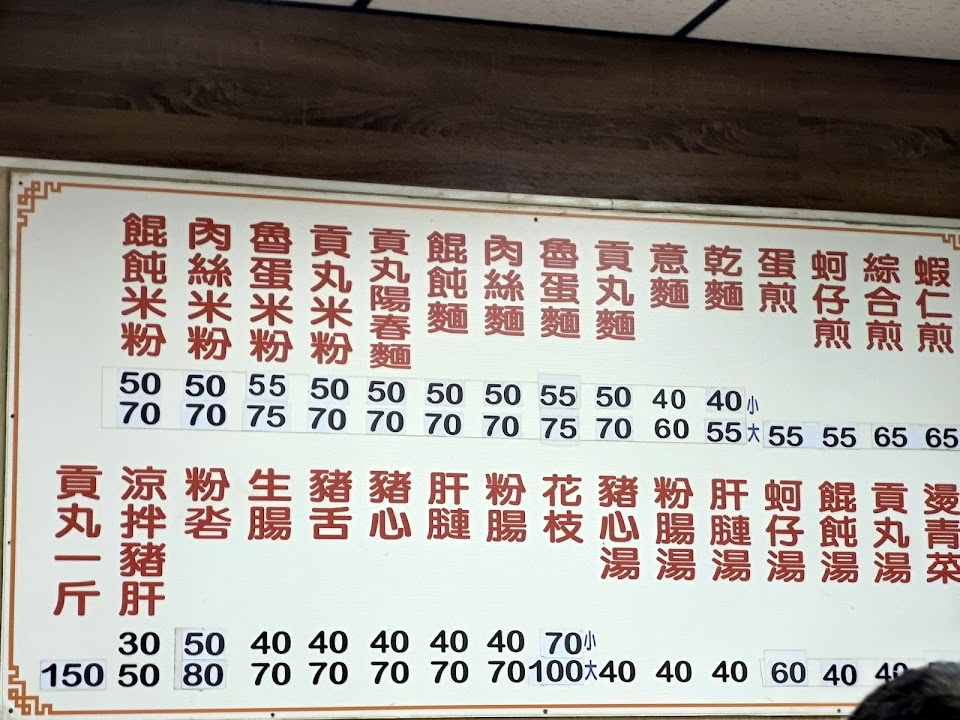 蝦仁煎
65
綜合煎
65
蚵仔煎
55
蛋煎
55
小
大
乾麵
40
55
意麵
40
60
貢丸麵
50
70
魯蛋麵
55
75
肉絲麵
50
70
餛飩麵
50
70
貢丸陽春麵
50
70
貢丸米粉
50
70
魯蛋米粉
55
75
肉絲米粉
50
70
餛飩米粉
50
70
燙青菜
貢丸湯
40
餛飩湯
40
蚵仔湯
60
肝腱湯
40
粉腸湯
40
豬心湯
40
小
大
花枝
70
100
粉腸
40
70
肝腱
40
70
豬心
40
70
豬舌
40
70
生腸
40
70
粉
50
80
涼拌豬肝
30
50
貢丸一斤
150